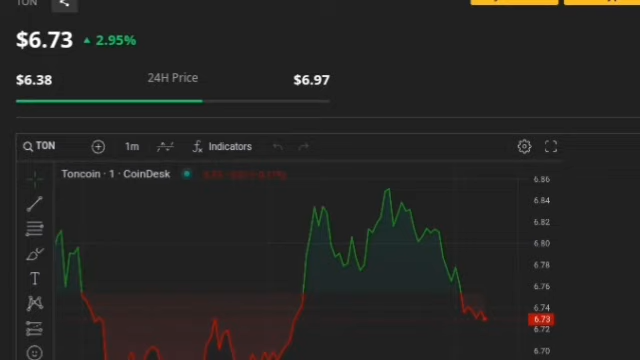 TON
$6.73 ▲ 2.95%
$6.38 24H Price $6.97
TON 1m Indicators
Toncoin · 1 · CoinDesk
6.86
6.84
6.82
6.80
6.78
6.76
6.74
6.73
6.72
6.70